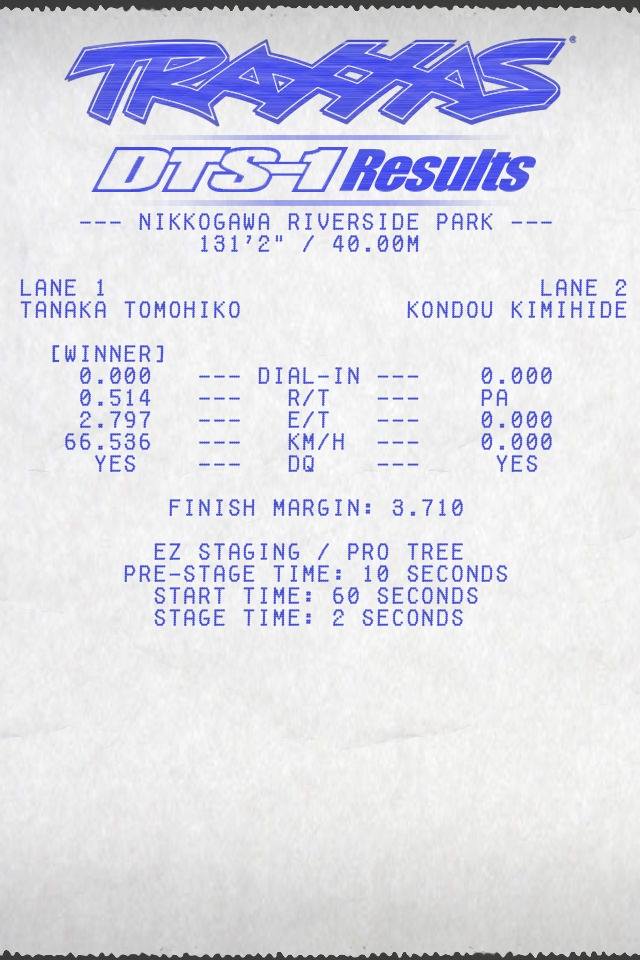 TRAXXAS®
DTS-1 Results
--- NIKKOGAWA RIVERSIDE PARK ---
131'2" / 40.00M
LANE 1 LANE 2
TANAKA TOMOHIKO KONDOU KIMIHIDE
[WINNER]
0.000 --- DIAL-IN --- 0.000
0.514 --- R/T --- PA
2.797 --- E/T --- 0.000
66.536 --- KM/H --- 0.000
YES --- DQ --- YES
FINISH MARGIN: 3.710
EZ STAGING / PRO TREE
PRE-STAGE TIME: 10 SECONDS
START TIME: 60 SECONDS
STAGE TIME: 2 SECONDS